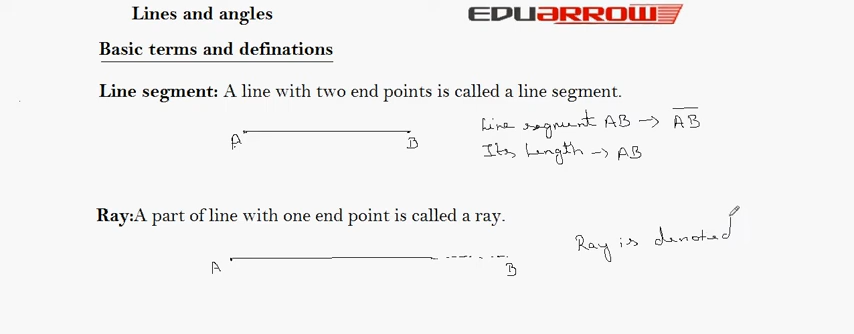 Lines and angles
EDUARROW
Basic terms and definations
Line segment: A line with two end points is called a line segment.
A B
Line segment AB → A̅B̅
Its Length → AB
Ray:A part of line with one end point is called a ray.
Ray is denoted
A B